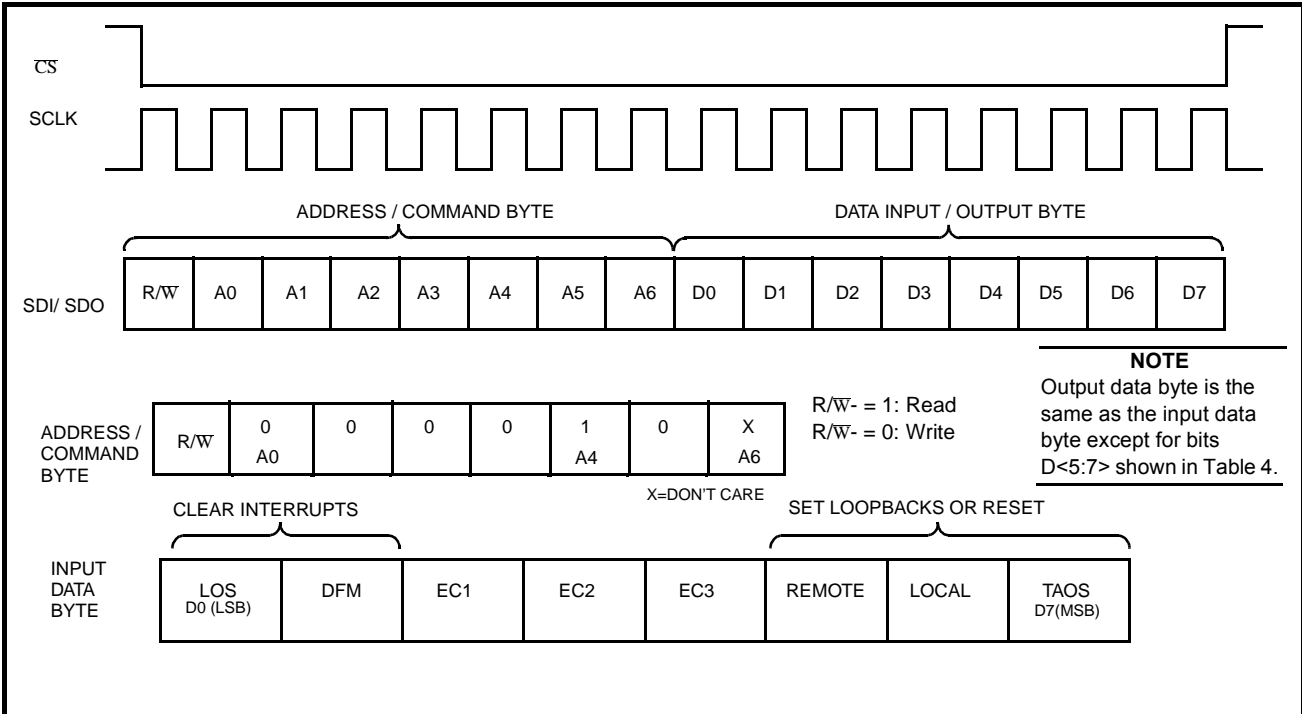 C̅S̅
SCLK
ADDRESS / COMMAND BYTE
DATA INPUT / OUTPUT BYTE
SDI/ SDO
R/W̅ A0 A1 A2 A3 A4 A5 A6 D0 D1 D2 D3 D4 D5 D6 D7
NOTE
Output data byte is the
same as the input data
byte except for bits
D<5:7> shown in Table 4.
ADDRESS /
COMMAND
BYTE
R/W̅ 0 0 0 0 1 0 X
A0 A4 A6
R/W̅- = 1: Read
R/W̅- = 0: Write
X=DON'T CARE
CLEAR INTERRUPTS
SET LOOPBACKS OR RESET
INPUT
DATA
BYTE
LOS DFM EC1 EC2 EC3 REMOTE LOCAL TAOS
D0 (LSB) D7(MSB)